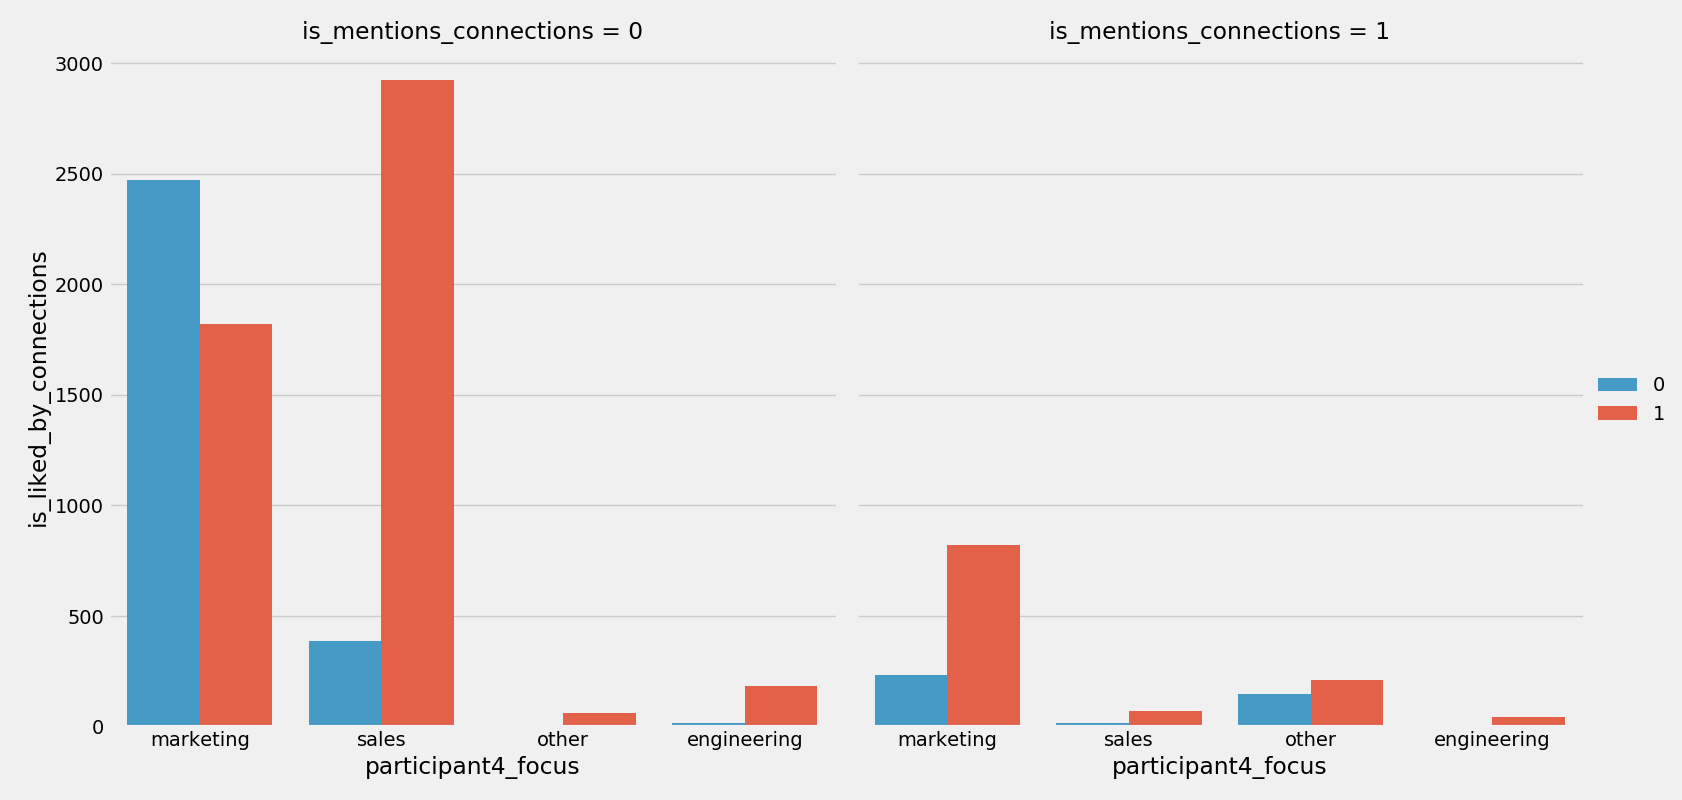 is_mentions_connections = 0
is_mentions_connections = 1
is_liked_by_connections
3000
2500
2000
1500
1000
500
0
marketing sales other engineering
marketing sales other engineering
participant4_focus
participant4_focus
0
1